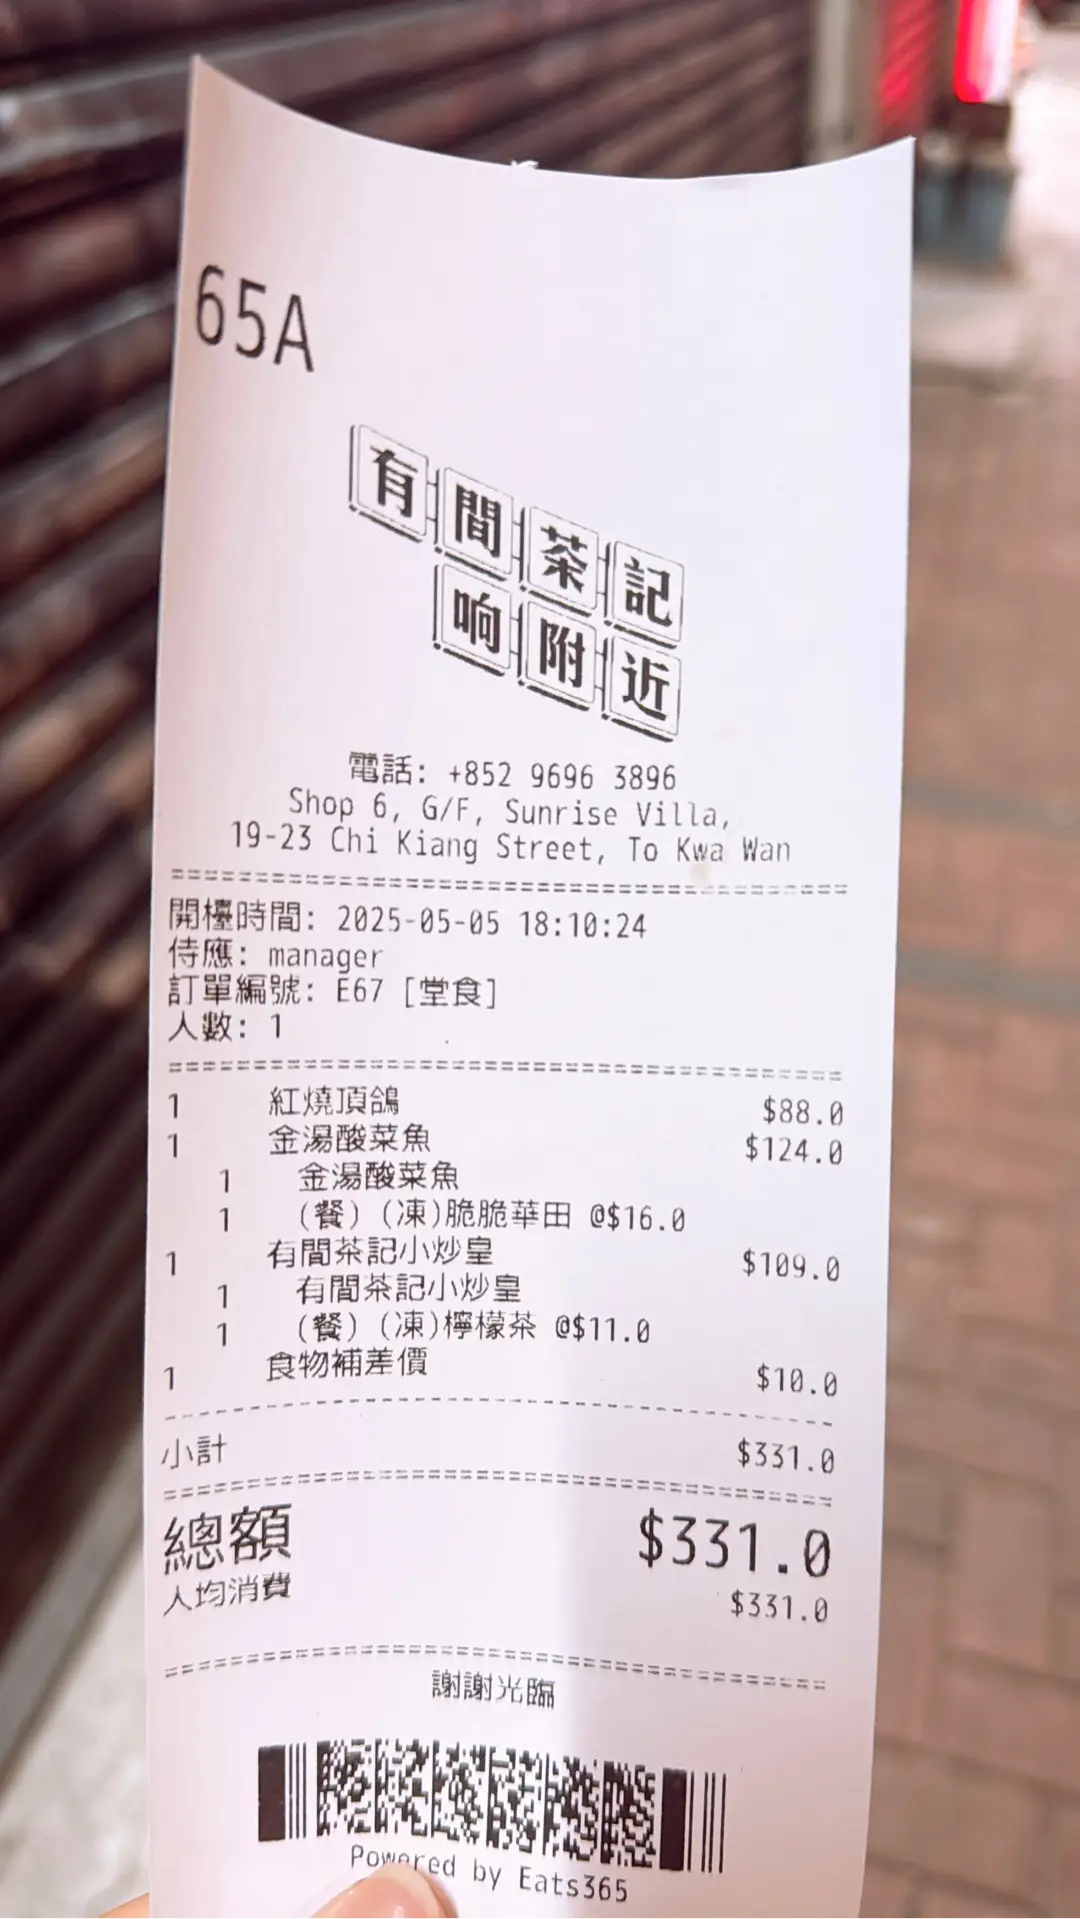 65A
有間茶記
响附近
電話: +852 9696 3896
Shop 6, G/F, Sunrise Villa,
19-23 Chi Kiang Street, To Kwa Wan
開檯時間: 2025-05-05 18:10:24
侍應: manager
訂單編號: E67 [堂食]
人數: 1
1 紅燒頂鴿 $88.0
1 金湯酸菜魚 $124.0
1 金湯酸菜魚
1 (餐) (凍)脆脆華田 @$16.0
1 有間茶記小炒皇 $109.0
1 有間茶記小炒皇
1 (餐) (凍)檸檬茶 @$11.0
1 食物補差價 $10.0
小計 $331.0
總額 $331.0
人均消費 $331.0
謝謝光臨
Powered by Eats365